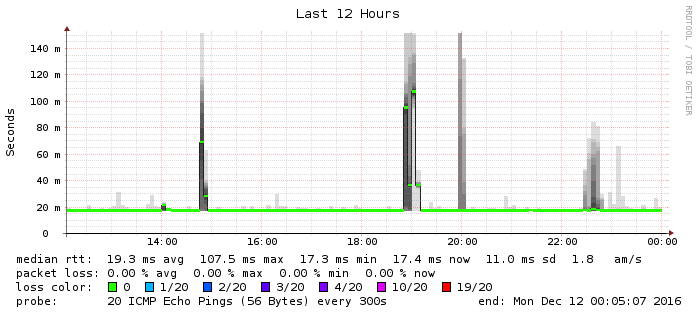 Last 12 Hours
RRDTOOL / TOBI OETIKER
Seconds
140 m
120 m
100 m
80 m
60 m
40 m
20 m
0
14:00 16:00 18:00 20:00 22:00 00:00
median rtt: 19.3 ms avg 107.5 ms max 17.3 ms min 17.4 ms now 11.0 ms sd 1.8 am/s
packet loss: 0.00 % avg 0.00 % max 0.00 % min 0.00 % now
loss color: 0 1/20 2/20 3/20 4/20 10/20 19/20
probe: 20 ICMP Echo Pings (56 Bytes) every 300s end: Mon Dec 12 00:05:07 2016